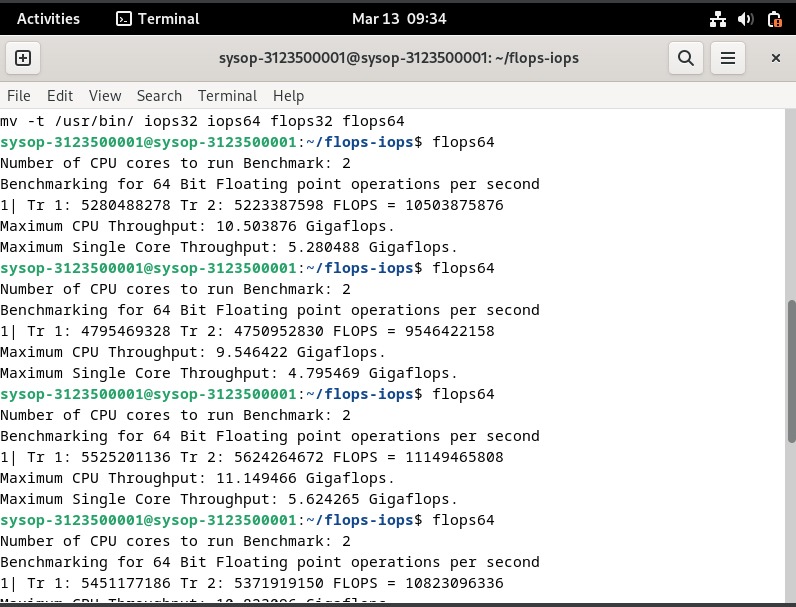 Activities Terminal Mar 13 09:34
sysop-3123500001@sysop-3123500001: ~/flops-iops
File Edit View Search Terminal Help
mv -t /usr/bin/ iops32 iops64 flops32 flops64
sysop-3123500001@sysop-3123500001:~/flops-iops$ flops64
Number of CPU cores to run Benchmark: 2
Benchmarking for 64 Bit Floating point operations per second
1| Tr 1: 5280488278 Tr 2: 5223387598 FLOPS = 10503875876
Maximum CPU Throughput: 10.503876 Gigaflops.
Maximum Single Core Throughput: 5.280488 Gigaflops.
sysop-3123500001@sysop-3123500001:~/flops-iops$ flops64
Number of CPU cores to run Benchmark: 2
Benchmarking for 64 Bit Floating point operations per second
1| Tr 1: 4795469328 Tr 2: 4750952830 FLOPS = 9546422158
Maximum CPU Throughput: 9.546422 Gigaflops.
Maximum Single Core Throughput: 4.795469 Gigaflops.
sysop-3123500001@sysop-3123500001:~/flops-iops$ flops64
Number of CPU cores to run Benchmark: 2
Benchmarking for 64 Bit Floating point operations per second
1| Tr 1: 5525201136 Tr 2: 5624264672 FLOPS = 11149465808
Maximum CPU Throughput: 11.149466 Gigaflops.
Maximum Single Core Throughput: 5.624265 Gigaflops.
sysop-3123500001@sysop-3123500001:~/flops-iops$ flops64
Number of CPU cores to run Benchmark: 2
Benchmarking for 64 Bit Floating point operations per second
1| Tr 1: 5451177186 Tr 2: 5371919150 FLOPS = 10823096336
Maximum CPU Throughput: 10.823096 Gigaflops.